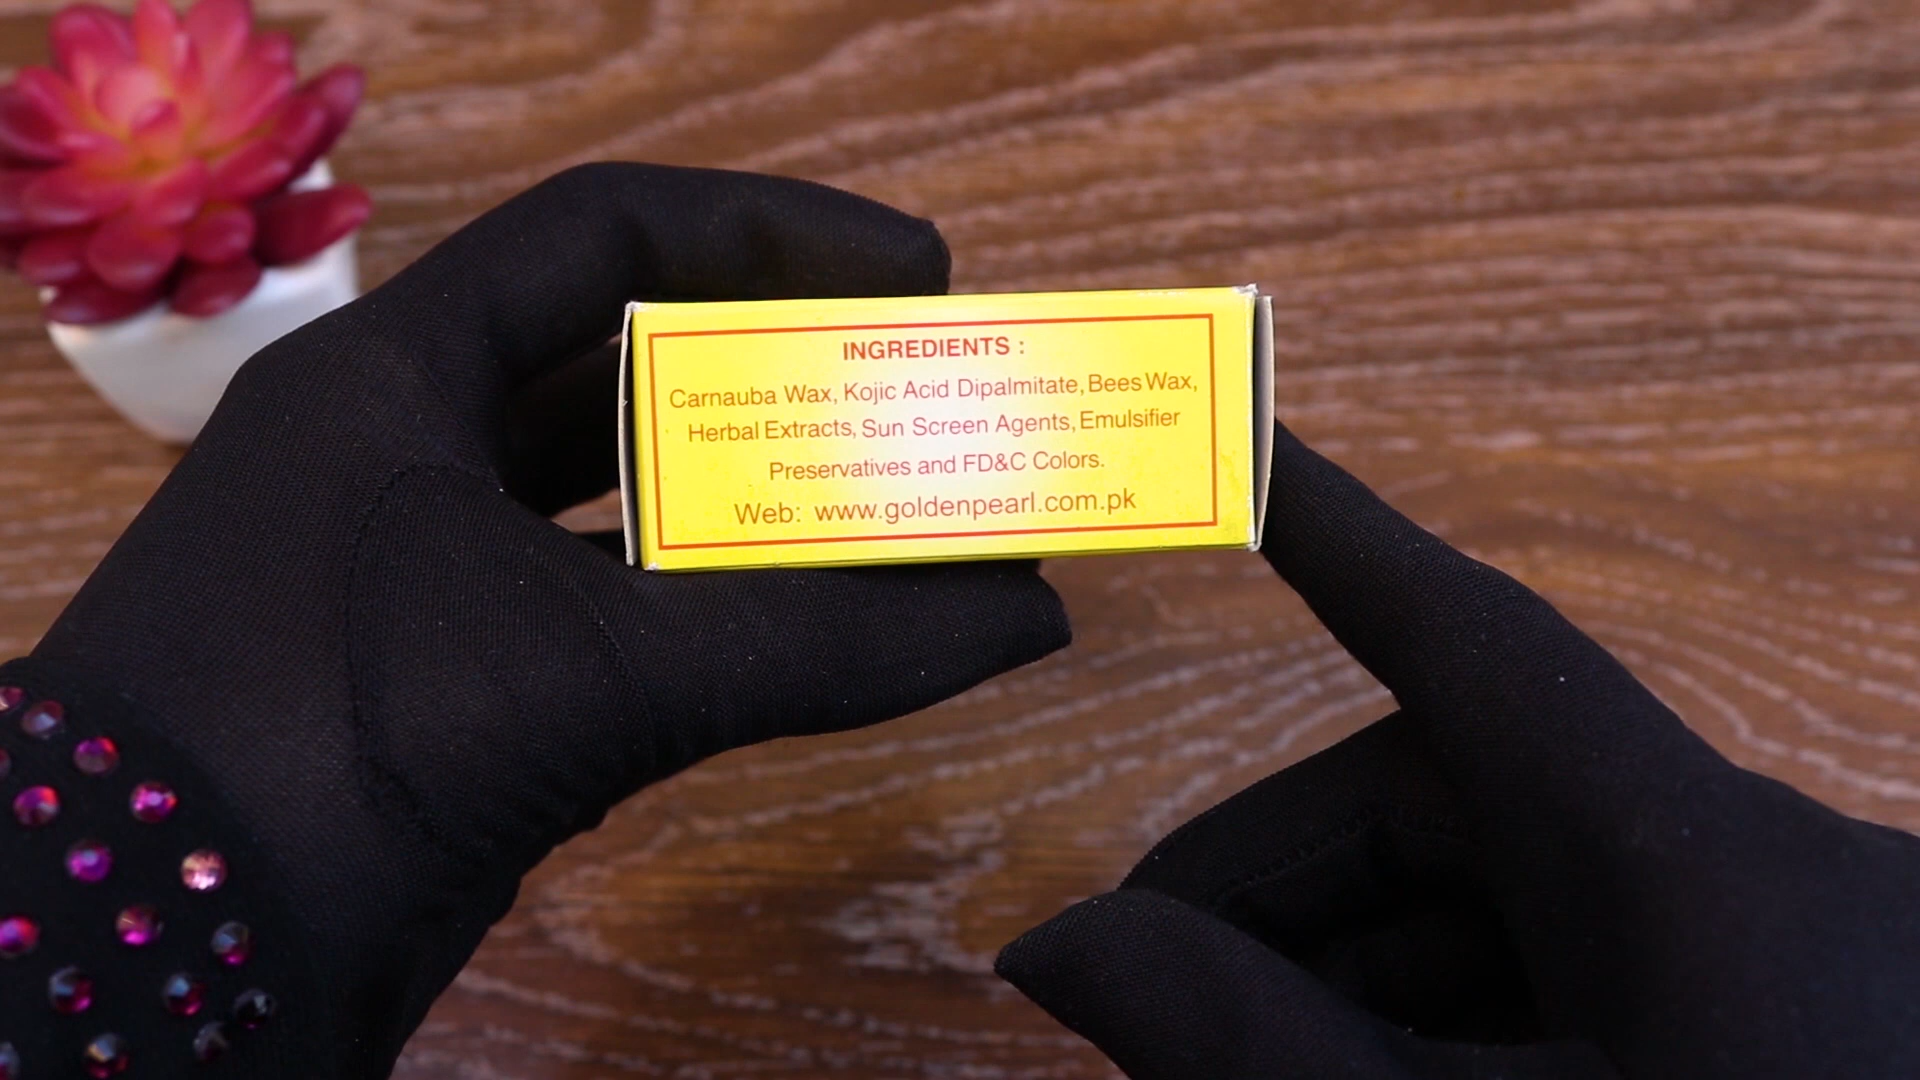 INGREDIENTS :
Carnauba Wax, Kojic Acid Dipalmitate, Bees Wax,
Herbal Extracts, Sun Screen Agents, Emulsifier
Preservatives and FD&C Colors.
Web: www.goldenpearl.com.pk